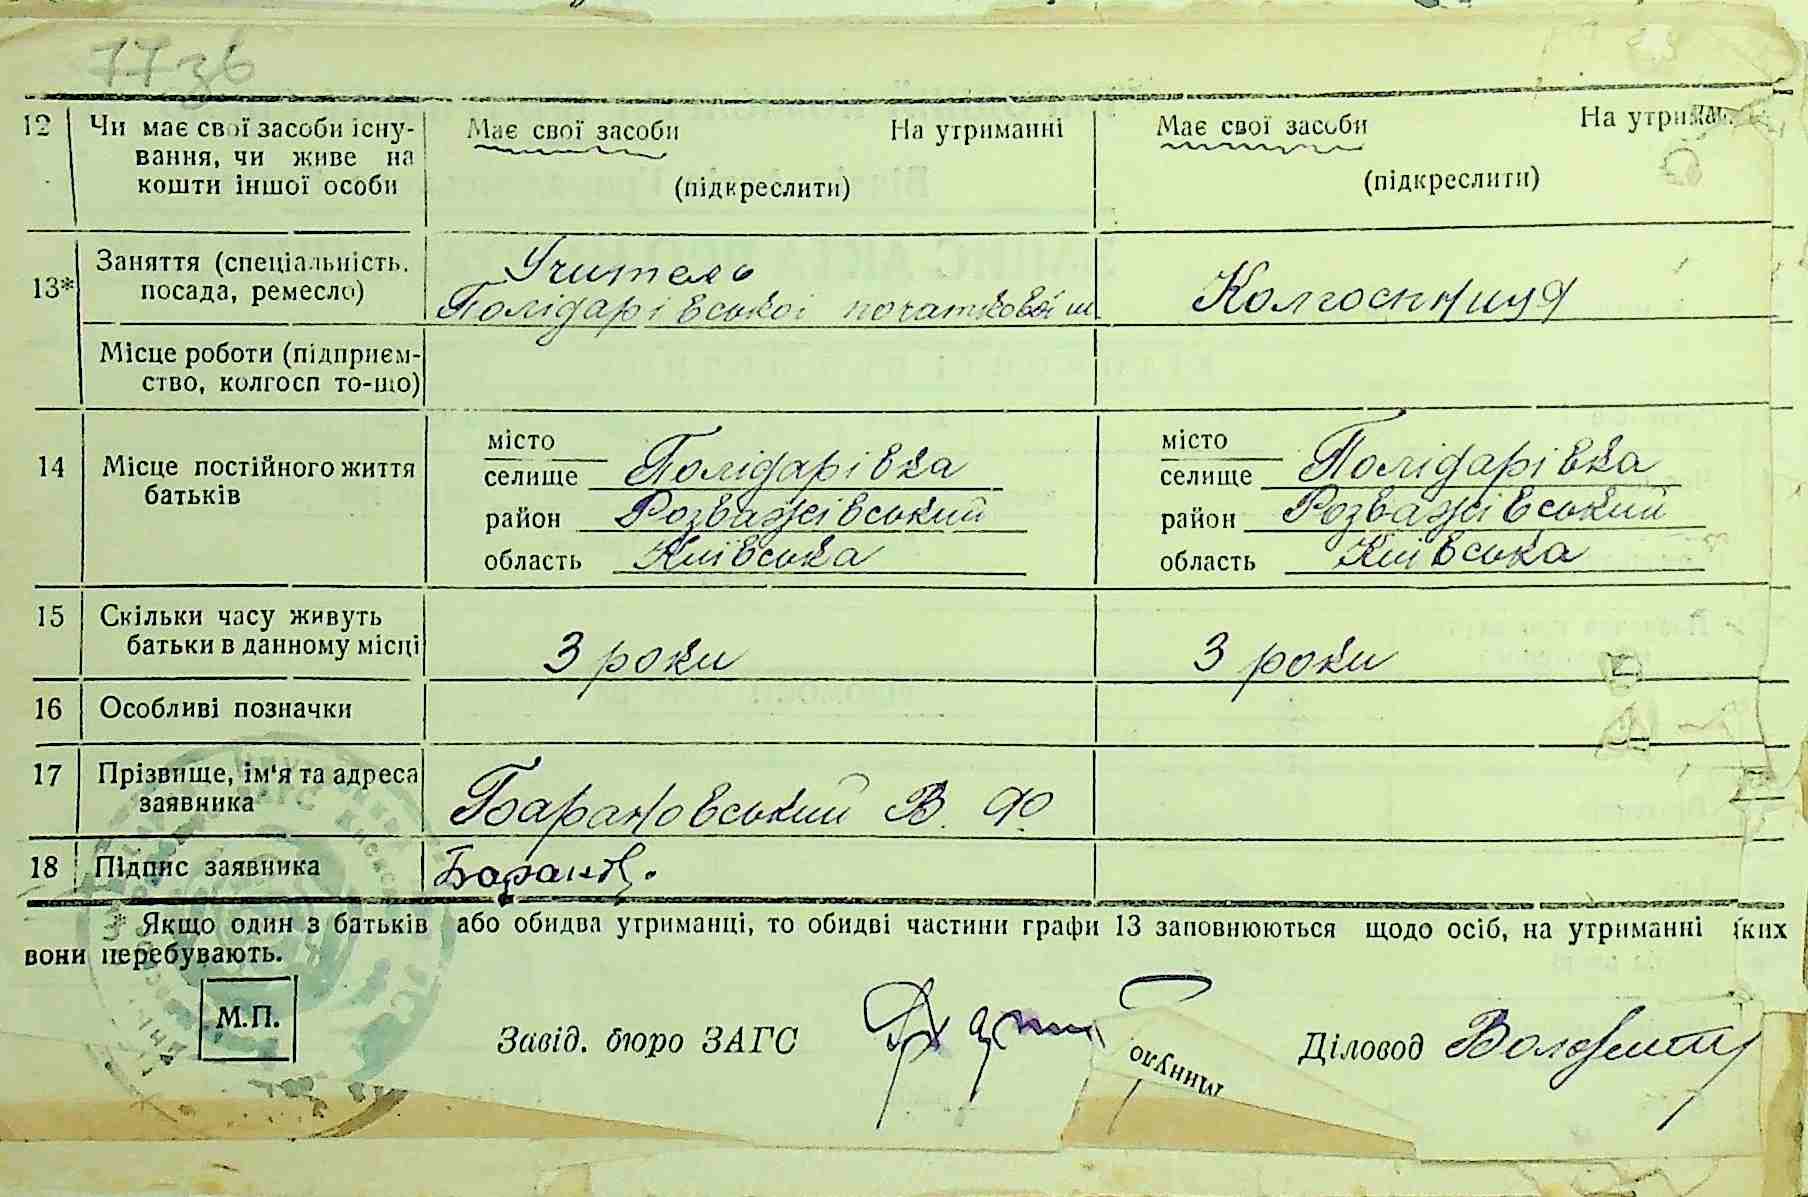 77зв
12 Чи має свої засоби існу- Має свої засоби На утриманні Має свої засоби На утрим
вання, чи живе на
кошти іншої особи (підкреслити) (підкреслити)
13* Заняття (спеціальність, Учитель Колгоспниця
посада, ремесло) Полідарівської початкової ш
Місце роботи (підприєм-
ство, колгосп то-що)
14 Місце постійного життя батьків
місто місто
селище Полідарівка селище Полідарівка
район Розважівський район Розважівський
область Київська область Київська
15 Скільки часу живуть
батьки в данному місці 3 роки 3 роки
16 Особливі позначки
17 Прізвище, ім'я та адреса
заявника Барановський В. Ф.
18 Підпис заявника
* Якщо один з батьків або обидва утриманці, то обидві частини графи 13 заповнюються щодо осіб, на утриманні яких
вони перебувають.
М.П. Завід. бюро ЗАГС Діловод